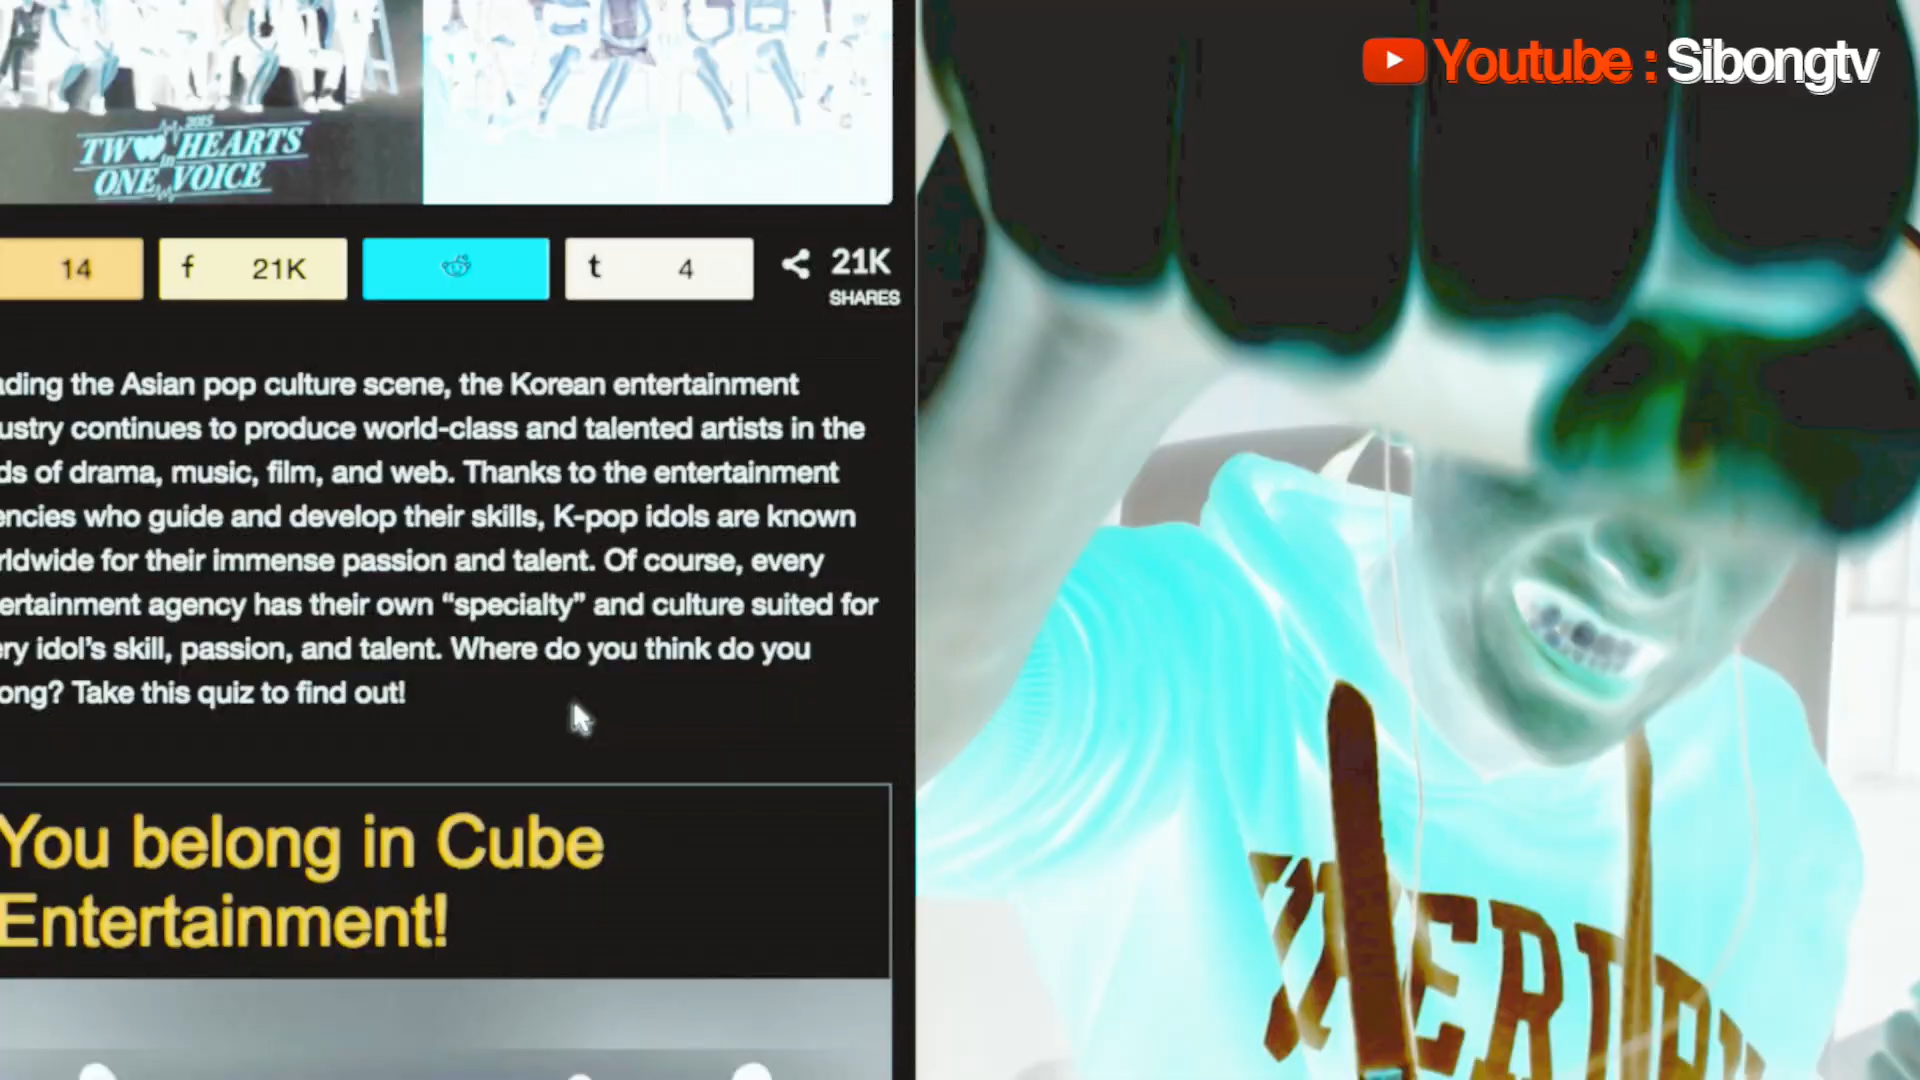 Youtube : Sibongtv
2015
TW HEARTS
in
ONE VOICE
14
f 21K
t 4
21K
SHARES
ading the Asian pop culture scene, the Korean entertainment
ustry continues to produce world-class and talented artists in the
ds of drama, music, film, and web. Thanks to the entertainment
encies who guide and develop their skills, K-pop idols are known
rldwide for their immense passion and talent. Of course, every
ertainment agency has their own “specialty” and culture suited for
ery idol’s skill, passion, and talent. Where do you think do you
ong? Take this quiz to find out!
You belong in Cube
Entertainment!